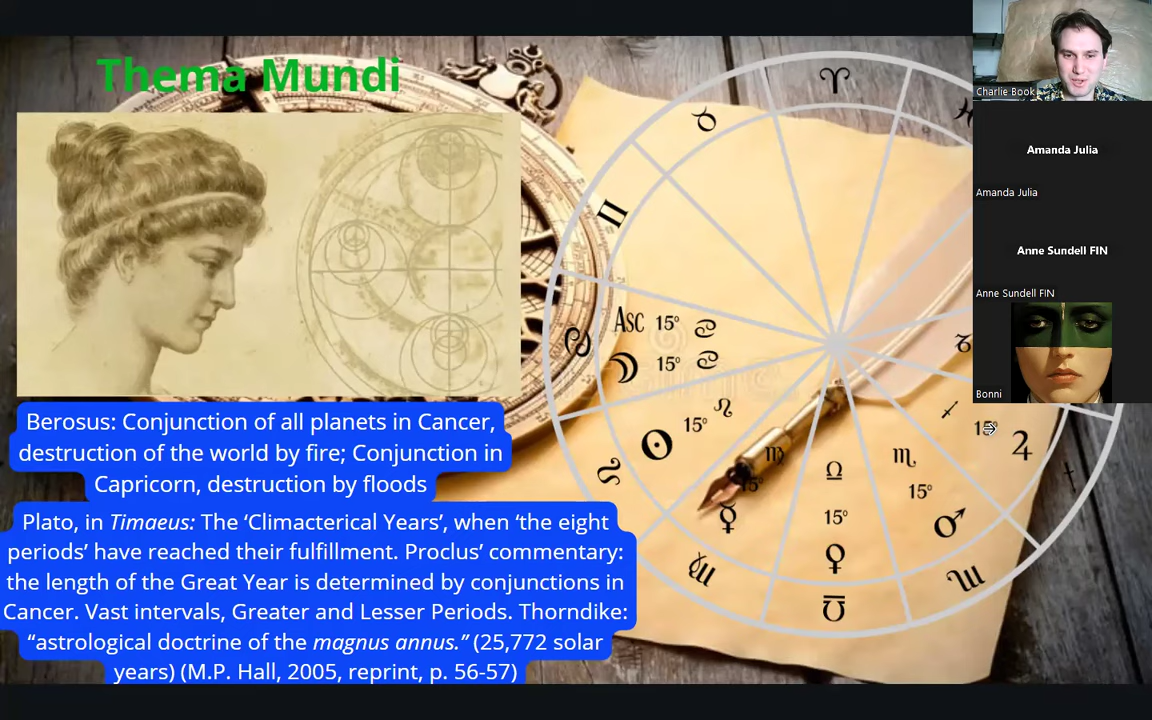 Thema Mundi
Berosus: Conjunction of all planets in Cancer,
destruction of the world by fire; Conjunction in
Capricorn, destruction by floods
Plato, in Timaeus: The ‘Climacterical Years’, when ‘the eight
periods’ have reached their fulfillment. Proclus’ commentary:
the length of the Great Year is determined by conjunctions in
Cancer. Vast intervals, Greater and Lesser Periods. Thorndike:
“astrological doctrine of the magnus annus.” (25,772 solar
years) (M.P. Hall, 2005, reprint, p. 56-57)
♈
♉
♊
Asc 15° ♋
♋
☽ 15° ♋
15° ♌
☉
♌
♍
15°
☿
♍
♎
15°
♀
♎
♏
15°
♂
♏
♐
♃
♐
Charlie Book
Amanda Julia
Amanda Julia
Anne Sundell FIN
Anne Sundell FIN
Bonni